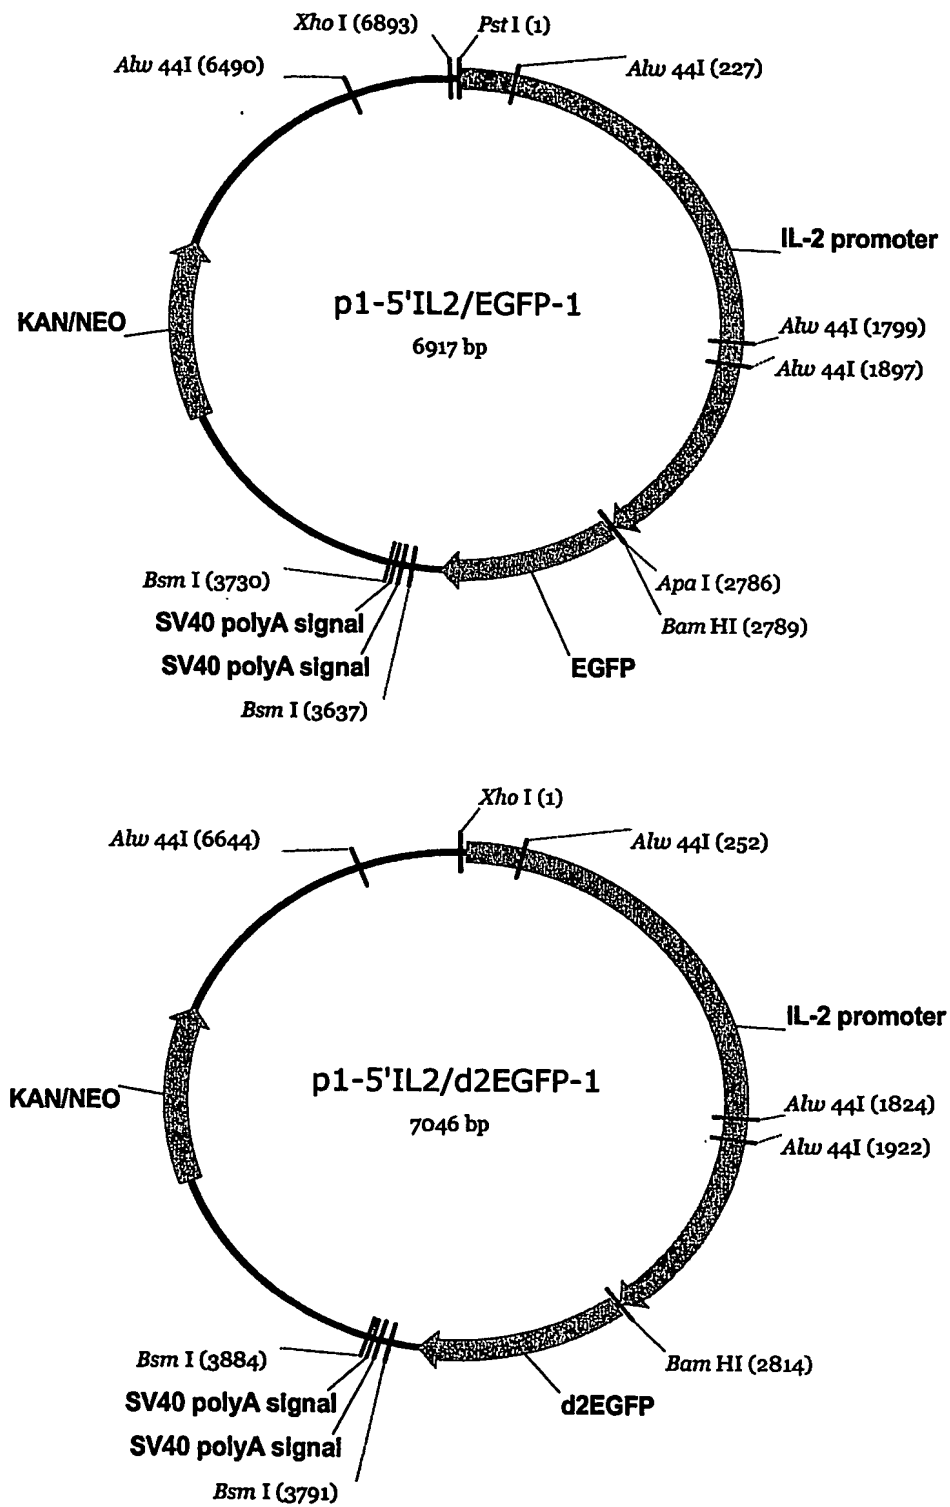 Xho I (6893)
Pst I (1)
Alw 44I (6490)
Alw 44I (227)
IL-2 promoter
p1-5'IL2/EGFP-1
6917 bp
KAN/NEO
Alw 44I (1799)
Alw 44I (1897)
Bsm I (3730)
Apa I (2786)
SV40 polyA signal
Bam HI (2789)
SV40 polyA signal
EGFP
Bsm I (3637)
Xho I (1)
Alw 44I (6644)
Alw 44I (252)
IL-2 promoter
p1-5'IL2/d2EGFP-1
7046 bp
KAN/NEO
Alw 44I (1824)
Alw 44I (1922)
Bsm I (3884)
Bam HI (2814)
SV40 polyA signal
d2EGFP
SV40 polyA signal
Bsm I (3791)